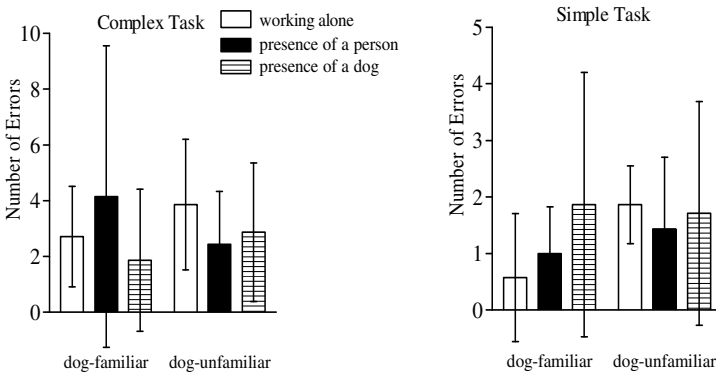 Complex Task
working alone
presence of a person
presence of a dog
Number of Errors
10
8
6
4
2
0
dog-familiar dog-unfamiliar
Simple Task
Number of Errors
5
4
3
2
1
0
dog-familiar dog-unfamiliar